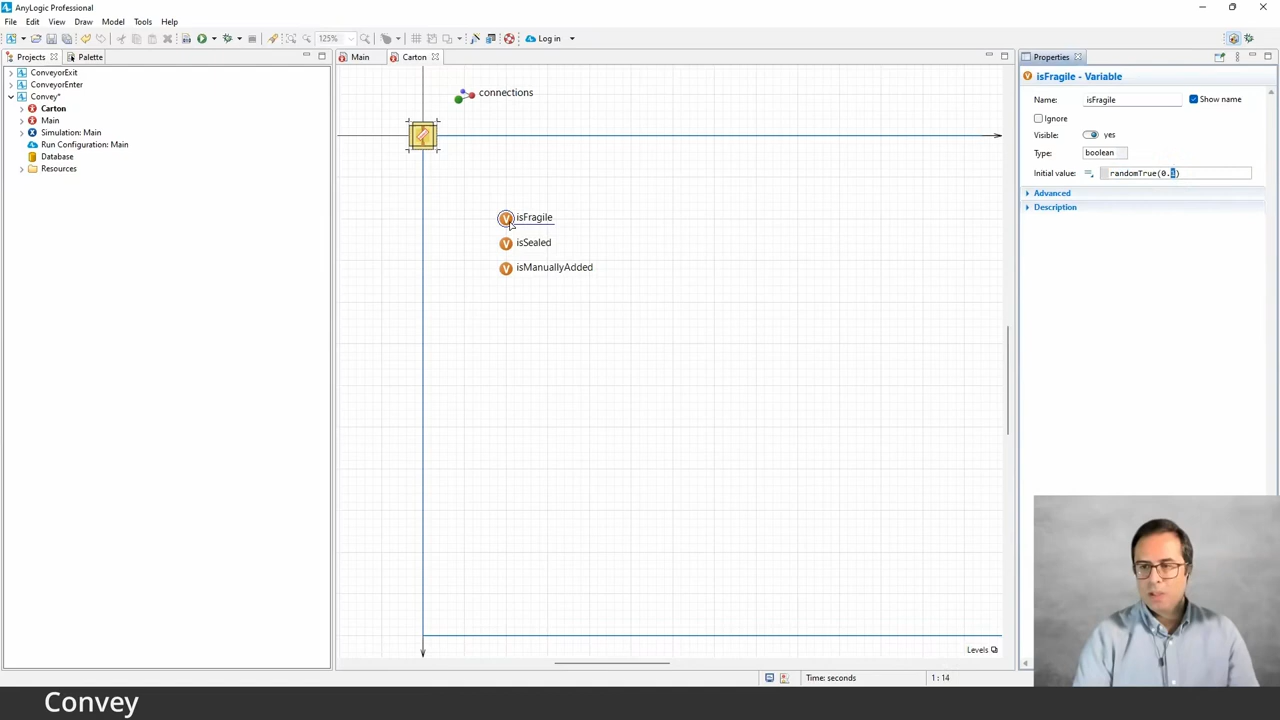 AnyLogic Professional
File Edit View Draw Model Tools Help
125% Log in
Projects Palette Main Carton Properties
ConveyorExit
ConveyorEnter
Convey*
Carton
Main
Simulation: Main
Run Configuration: Main
Database
Resources
connections
isFragile
isSealed
isManuallyAdded
Levels
isFragile - Variable
Name: isFragile Show name
Ignore
Visible: yes
Type: boolean
Initial value: randomTrue(0.1)
Advanced
Description
Time: seconds 1 : 14
Convey